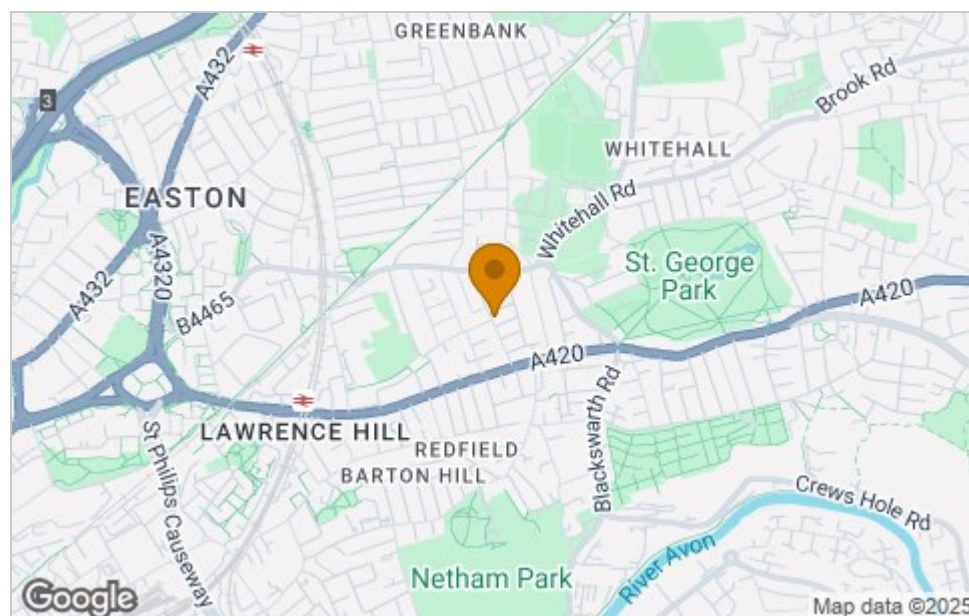 A432
GREENBANK
3
Brook Rd
WHITEHALL
EASTON
Whitehall Rd
A4320
St. George
Park
A432
B4465
A420
A420
LAWRENCE HILL
REDFIELD
BARTON HILL
Blackswarth Rd
St Philips Causeway
Crews Hole Rd
River Avon
Netham Park
Google
Map data ©2025